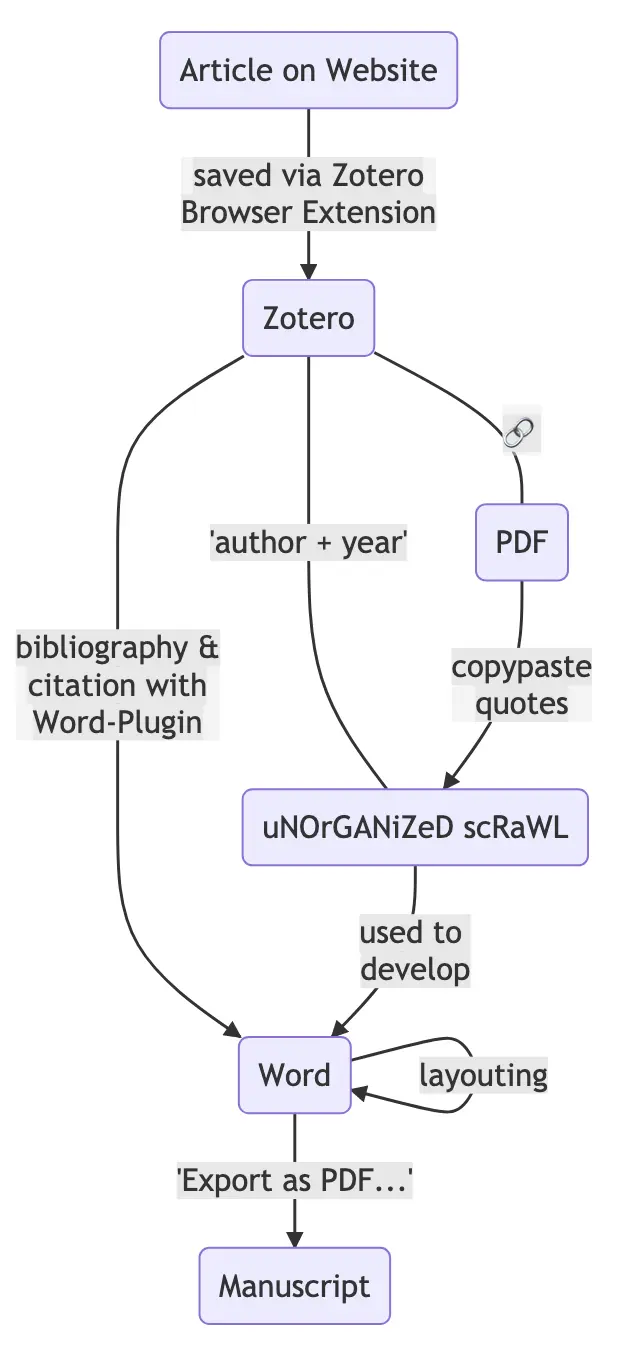 Article on Website
saved via Zotero
Browser Extension
Zotero
🔗
'author + year'
PDF
bibliography &
citation with
Word-Plugin
copypaste
quotes
uNOrGANiZeD scRaWL
used to
develop
Word
layouting
'Export as PDF...'
Manuscript